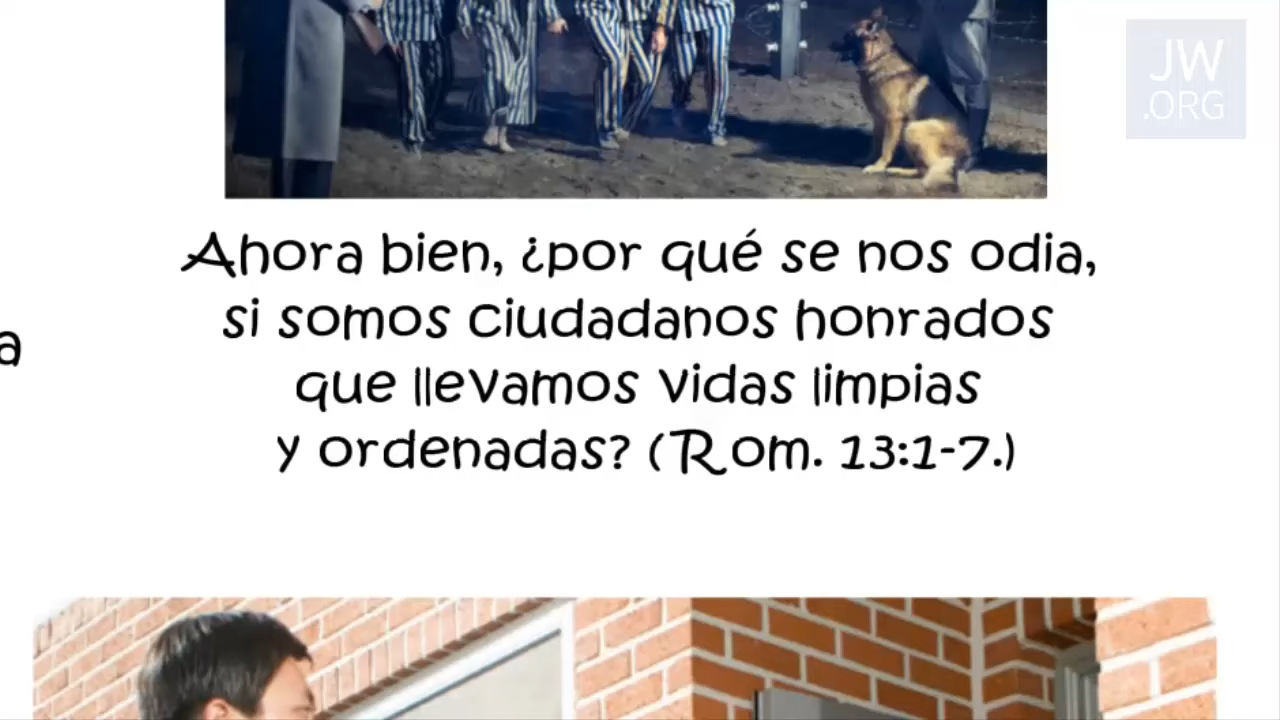 JW
.ORG
Ahora bien, ¿por qué se nos odia,
si somos ciudadanos honrados
a
que llevamos vidas limpias
y ordenadas? (Rom. 13:1-7.)